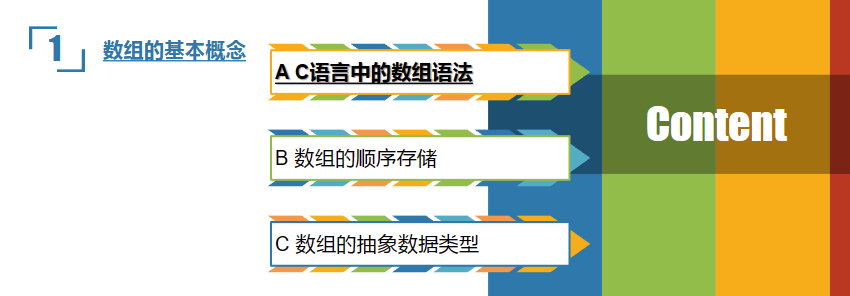 1 数组的基本概念
A C语言中的数组语法
B 数组的顺序存储
C 数组的抽象数据类型
Content